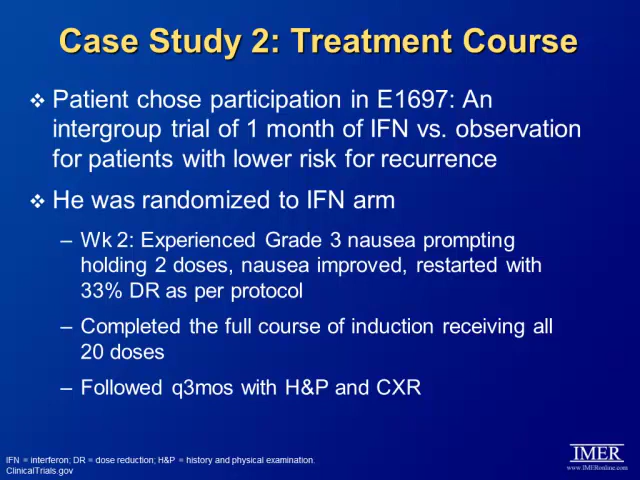 Case Study 2: Treatment Course
❖ Patient chose participation in E1697: An
intergroup trial of 1 month of IFN vs. observation
for patients with lower risk for recurrence
❖ He was randomized to IFN arm
– Wk 2: Experienced Grade 3 nausea prompting
holding 2 doses, nausea improved, restarted with
33% DR as per protocol
– Completed the full course of induction receiving all
20 doses
– Followed q3mos with H&P and CXR
IFN = interferon; DR = dose reduction; H&P = history and physical examination.
ClinicalTrials.gov
IMER
www.IMERonline.com